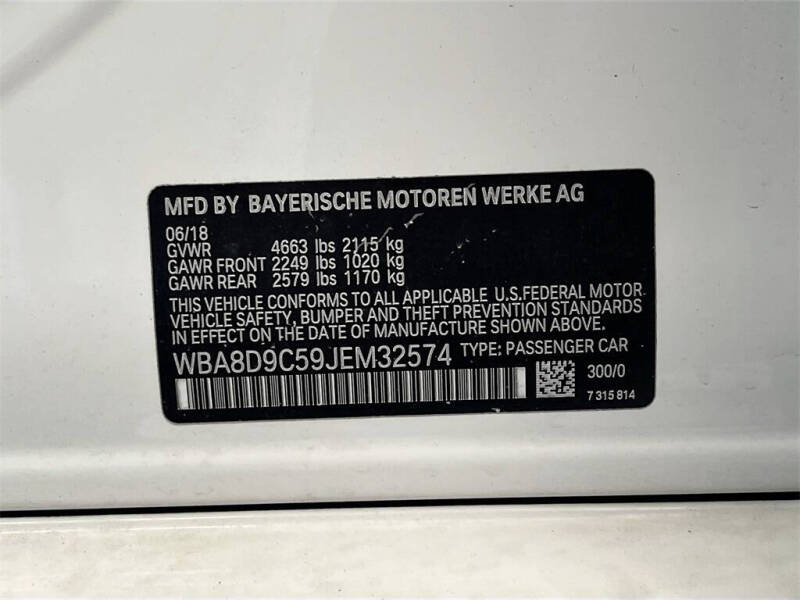 MFD BY BAYERISCHE MOTOREN WERKE AG
06/18
GVWR 4663 lbs 2115 kg
GAWR FRONT 2249 lbs 1020 kg
GAWR REAR 2579 lbs 1170 kg
THIS VEHICLE CONFORMS TO ALL APPLICABLE U.S.FEDERAL MOTOR
VEHICLE SAFETY, BUMPER AND THEFT PREVENTION STANDARDS
IN EFFECT ON THE DATE OF MANUFACTURE SHOWN ABOVE.
WBA8D9C59JEM32574 TYPE: PASSENGER CAR
300/0
7 315 814